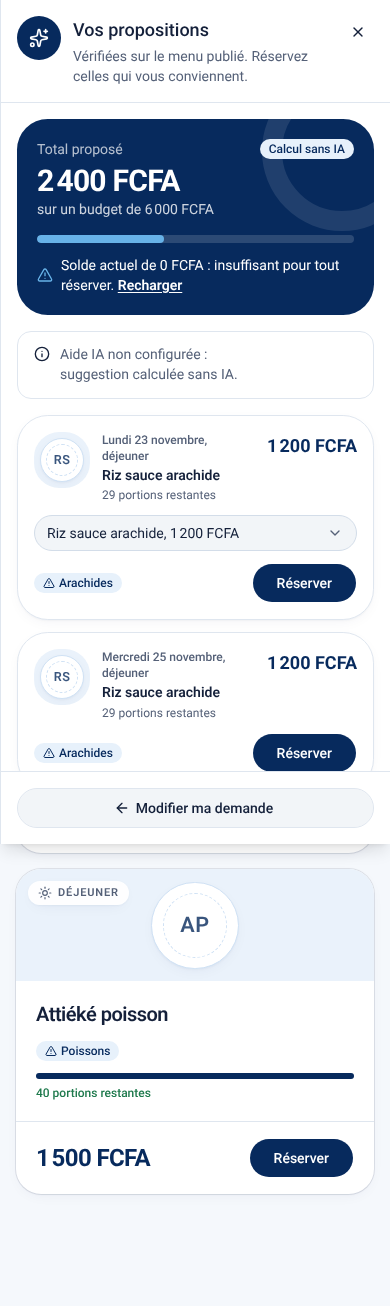 Vos propositions
Vérifiées sur le menu publié. Réservez
celles qui vous conviennent.
Total proposé
Calcul sans IA
2 400 FCFA
sur un budget de 6 000 FCFA
Solde actuel de 0 FCFA : insuffisant pour tout
réserver. Recharger
Aide IA non configurée :
suggestion calculée sans IA.
RS
Lundi 23 novembre,
déjeuner
Riz sauce arachide
29 portions restantes
1 200 FCFA
Riz sauce arachide, 1 200 FCFA
Arachides
Réserver
RS
Mercredi 25 novembre,
déjeuner
Riz sauce arachide
29 portions restantes
1 200 FCFA
Arachides
Réserver
Modifier ma demande
DÉJEUNER
AP
Attiéké poisson
Poissons
40 portions restantes
1 500 FCFA
Réserver